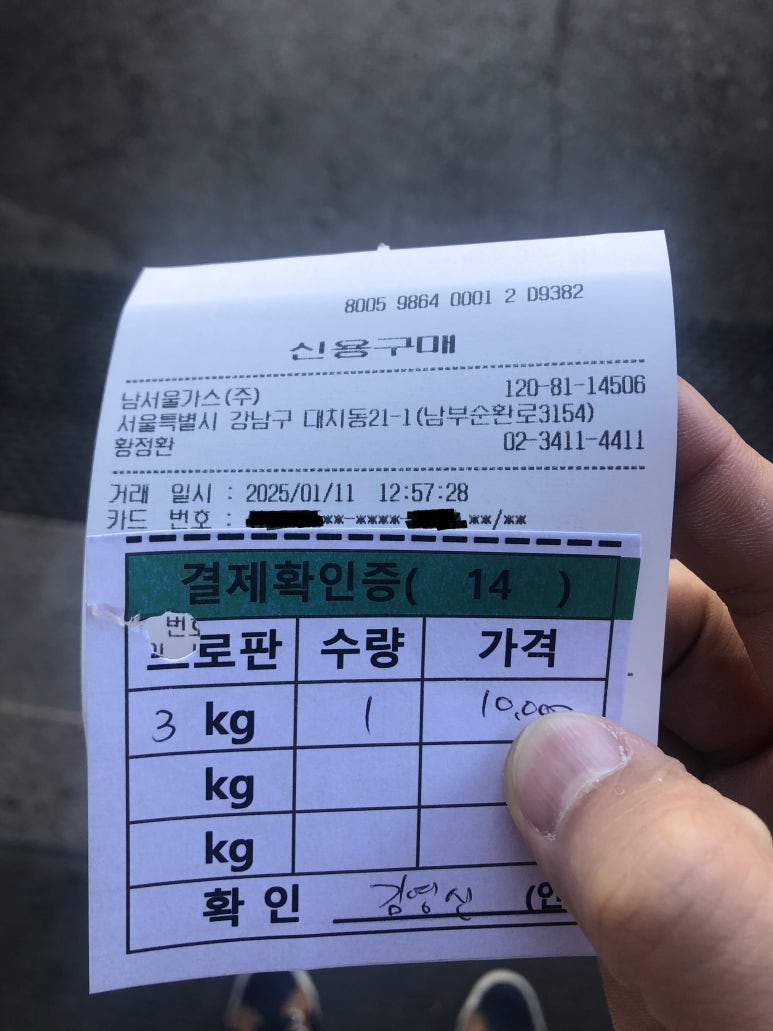 8005 9864 0001 2 D9382
신용구매
남서울가스(주) 120-81-14506
서울특별시 강남구 대치동21-1(남부순환로3154)
황정환 02-3411-4411
거래 일시 : 2025/01/11 12:57:28
카드 번호 : **-****- **/**
결제확인증( 14 )
번호
로판 수량 가격
3 kg 1 10,000
kg
kg
확 인 김영신 (인